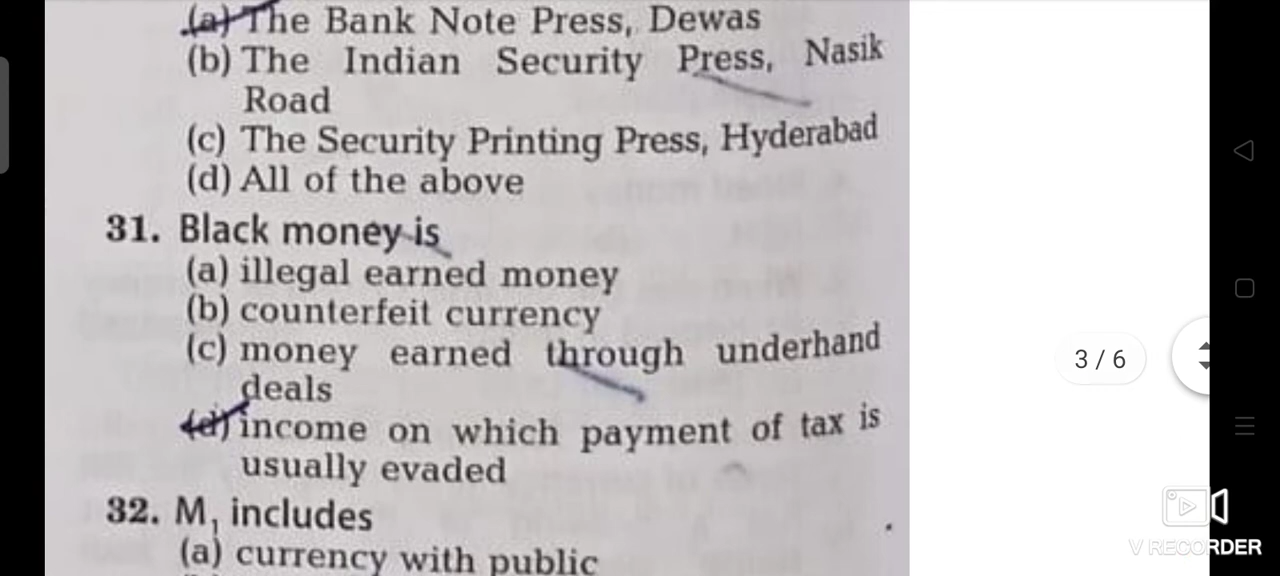 (a) The Bank Note Press, Dewas
(b) The Indian Security Press, Nasik
Road
(c) The Security Printing Press, Hyderabad
(d) All of the above
31. Black money is
(a) illegal earned money
(b) counterfeit currency
(c) money earned through underhand
deals
(d) income on which payment of tax is
usually evaded
32. M₁ includes
(a) currency with public
3 / 6
V RECORDER